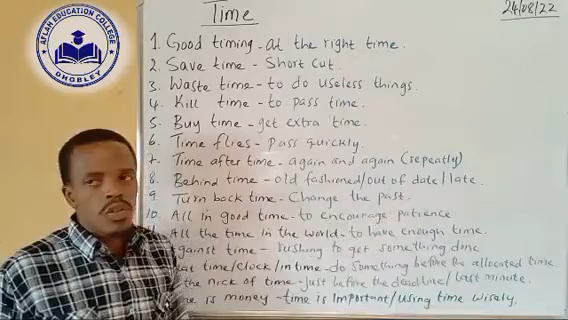 AFLAH EDUCATION COLLEGE
DHOBLEY
Time
24/08/22
1. Good timing - at the right time.
2. Save time - Short cut.
3. Waste time - to do useless things.
4. Kill time - to pass time.
5. Buy time - get extra time.
6. Time flies - pass quickly.
7. Time after time - again and again (repeatly)
8. Behind time - old fashioned/out of date/late.
9. Turn back time - Change the past.
10. All in good time - to encourage patience
All the time in the world - to have enough time.
against time - rushing to get something done
time/clock/in time - do something before the allocated time.
the nick of time - just before the deadline/last minute.
is money - time is Important/using time wisely.